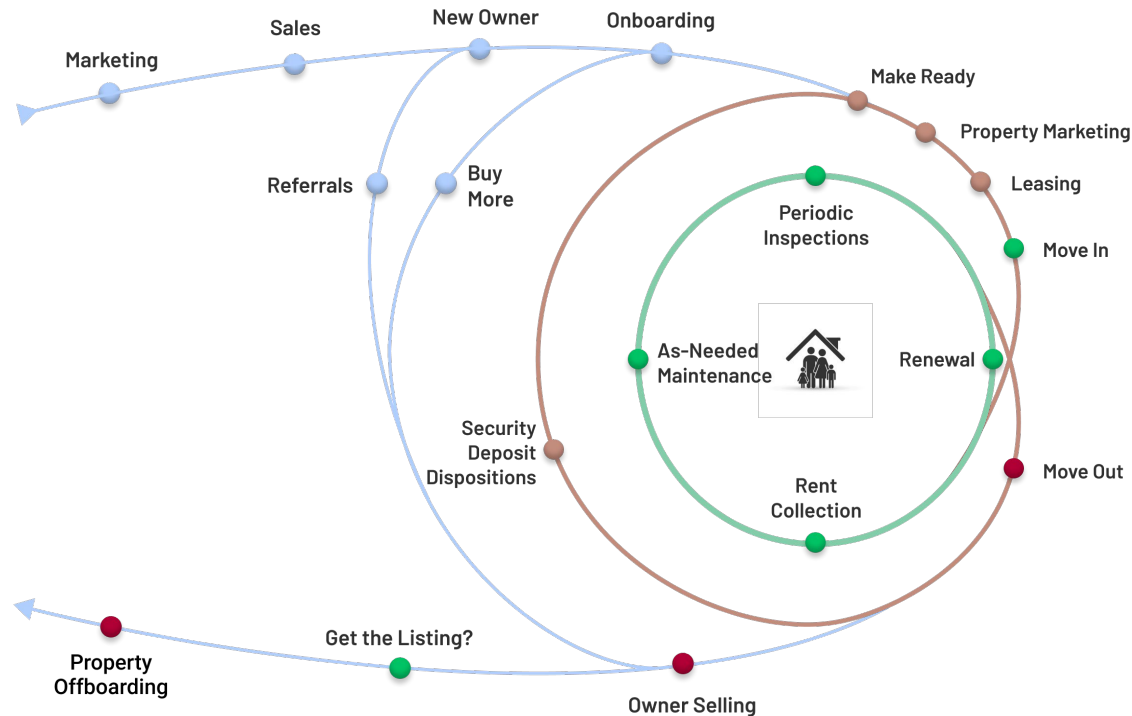 New Owner
Onboarding
Sales
Marketing
Make Ready
Property Marketing
Referrals
Buy
More
Leasing
Periodic
Inspections
Move In
As-Needed
Maintenance
Renewal
Security
Deposit
Dispositions
Move Out
Rent
Collection
Get the Listing?
Property
Offboarding
Owner Selling